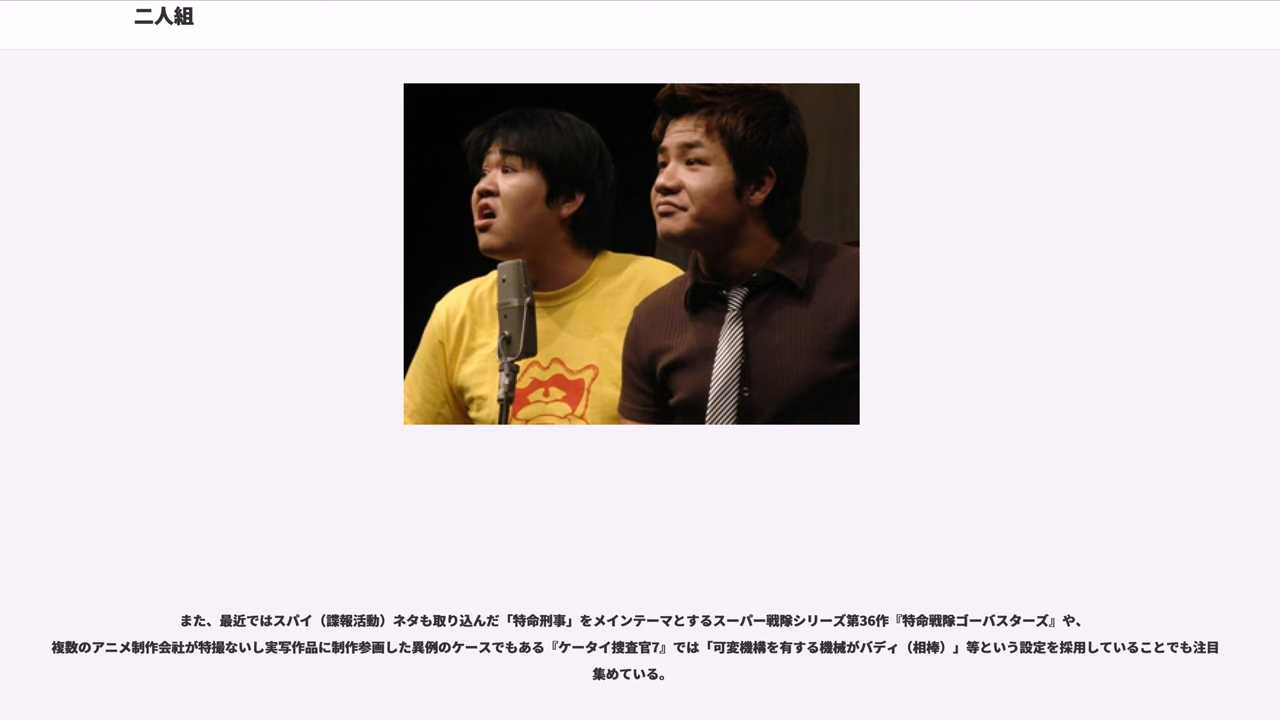 二人組
また、最近ではスパイ（諜報活動）ネタも取り込んだ「特命刑事」をメインテーマとするスーパー戦隊シリーズ第36作『特命戦隊ゴーバスターズ』や、
複数のアニメ制作会社が特撮ないし実写作品に制作参画した異例のケースでもある『ケータイ捜査官7』では「可変機構を有する機械がバディ（相棒）」等という設定を採用していることでも注目
集めている。